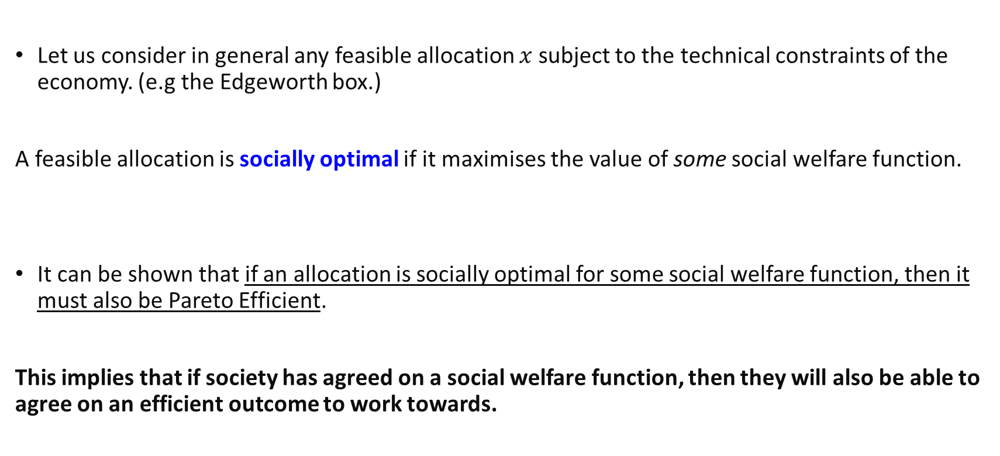 • Let us consider in general any feasible allocation 𝑥 subject to the technical constraints of the
economy. (e.g the Edgeworth box.)
A feasible allocation is socially optimal if it maximises the value of some social welfare function.
• It can be shown that if an allocation is socially optimal for some social welfare function, then it
must also be Pareto Efficient.
This implies that if society has agreed on a social welfare function, then they will also be able to
agree on an efficient outcome to work towards.